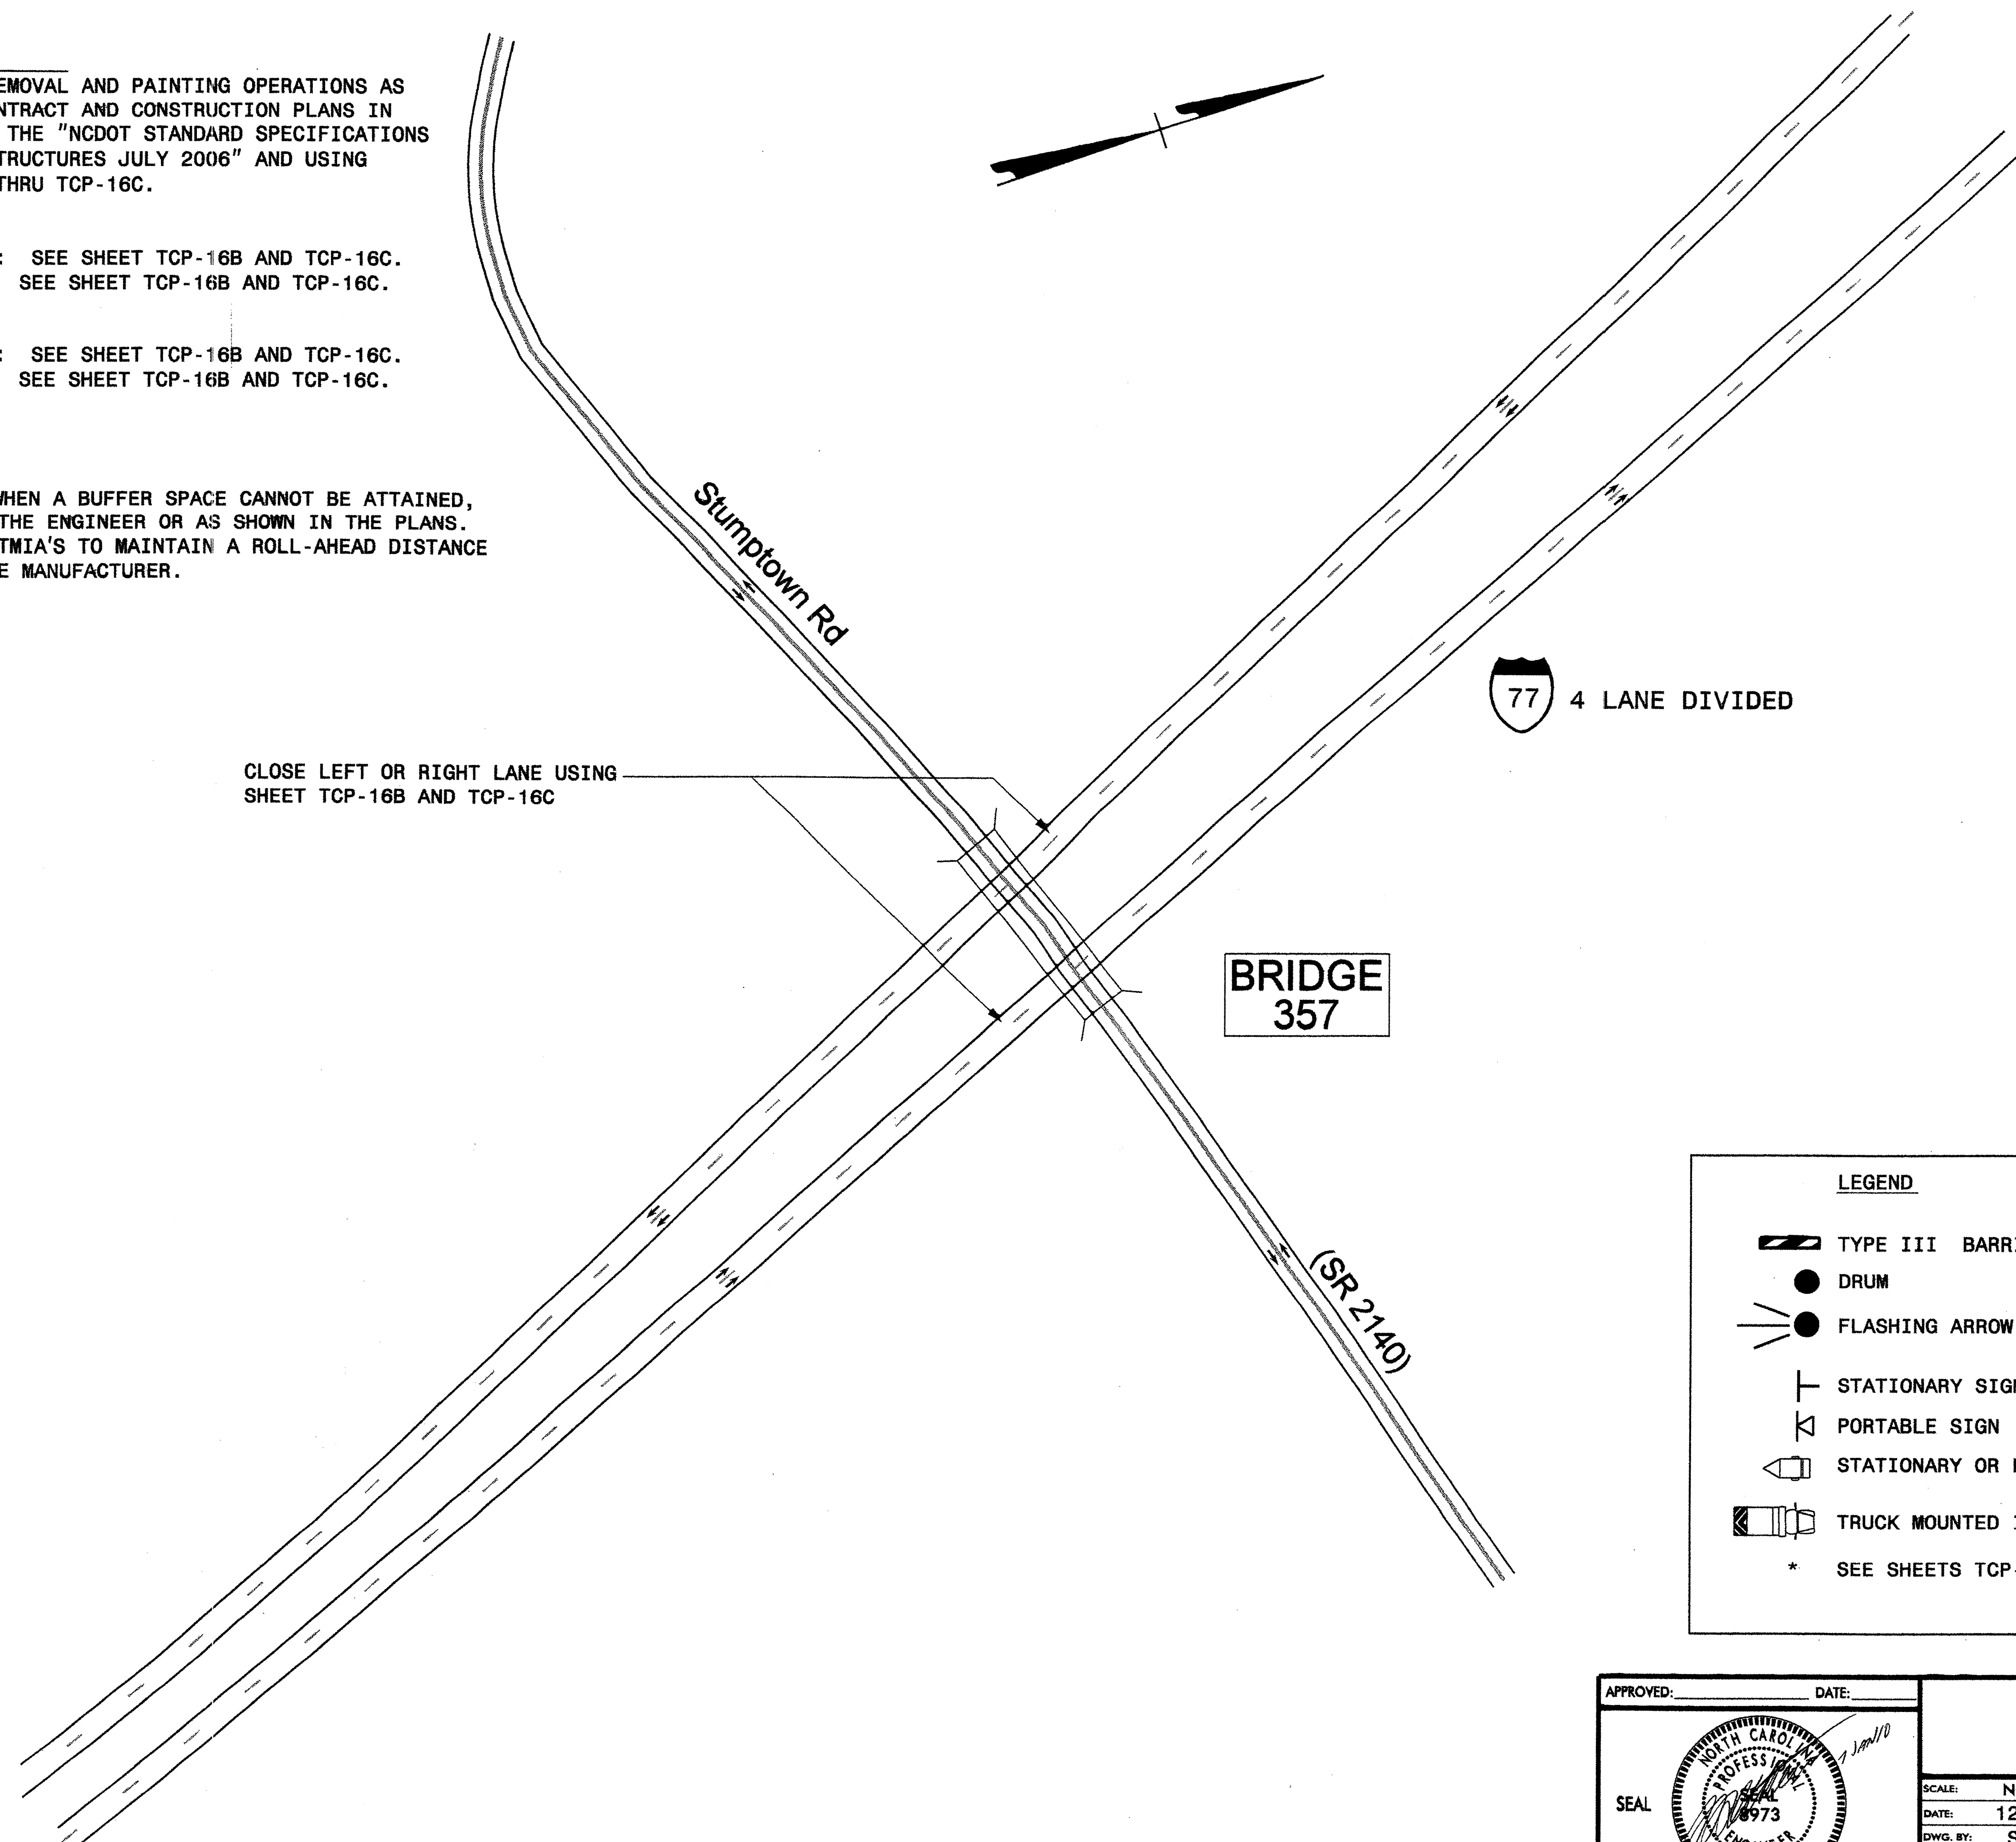 EMOVAL AND PAINTING OPERATIONS AS
NTRACT AND CONSTRUCTION PLANS IN
THE "NCDOT STANDARD SPECIFICATIONS
TRUCTURES JULY 2006" AND USING
THRU TCP-16C.
: SEE SHEET TCP-16B AND TCP-16C.
SEE SHEET TCP-16B AND TCP-16C.
: SEE SHEET TCP-16B AND TCP-16C.
SEE SHEET TCP-16B AND TCP-16C.
WHEN A BUFFER SPACE CANNOT BE ATTAINED,
THE ENGINEER OR AS SHOWN IN THE PLANS.
TMIA'S TO MAINTAIN A ROLL-AHEAD DISTANCE
E MANUFACTURER.
Stumptown Rd
77 4 LANE DIVIDED
CLOSE LEFT OR RIGHT LANE USING
SHEET TCP-16B AND TCP-16C
BRIDGE
357
(SR 2140)
LEGEND
TYPE III BARR
DRUM
FLASHING ARROW
STATIONARY SIG
PORTABLE SIGN
STATIONARY OR
TRUCK MOUNTED
* SEE SHEETS TCP-
APPROVED: DATE:
SEAL
NORTH CAROLINA
PROFESSIONAL
SEAL
8973
ENGINEER
SCALE: N
DATE: 12
DWG. BY: S